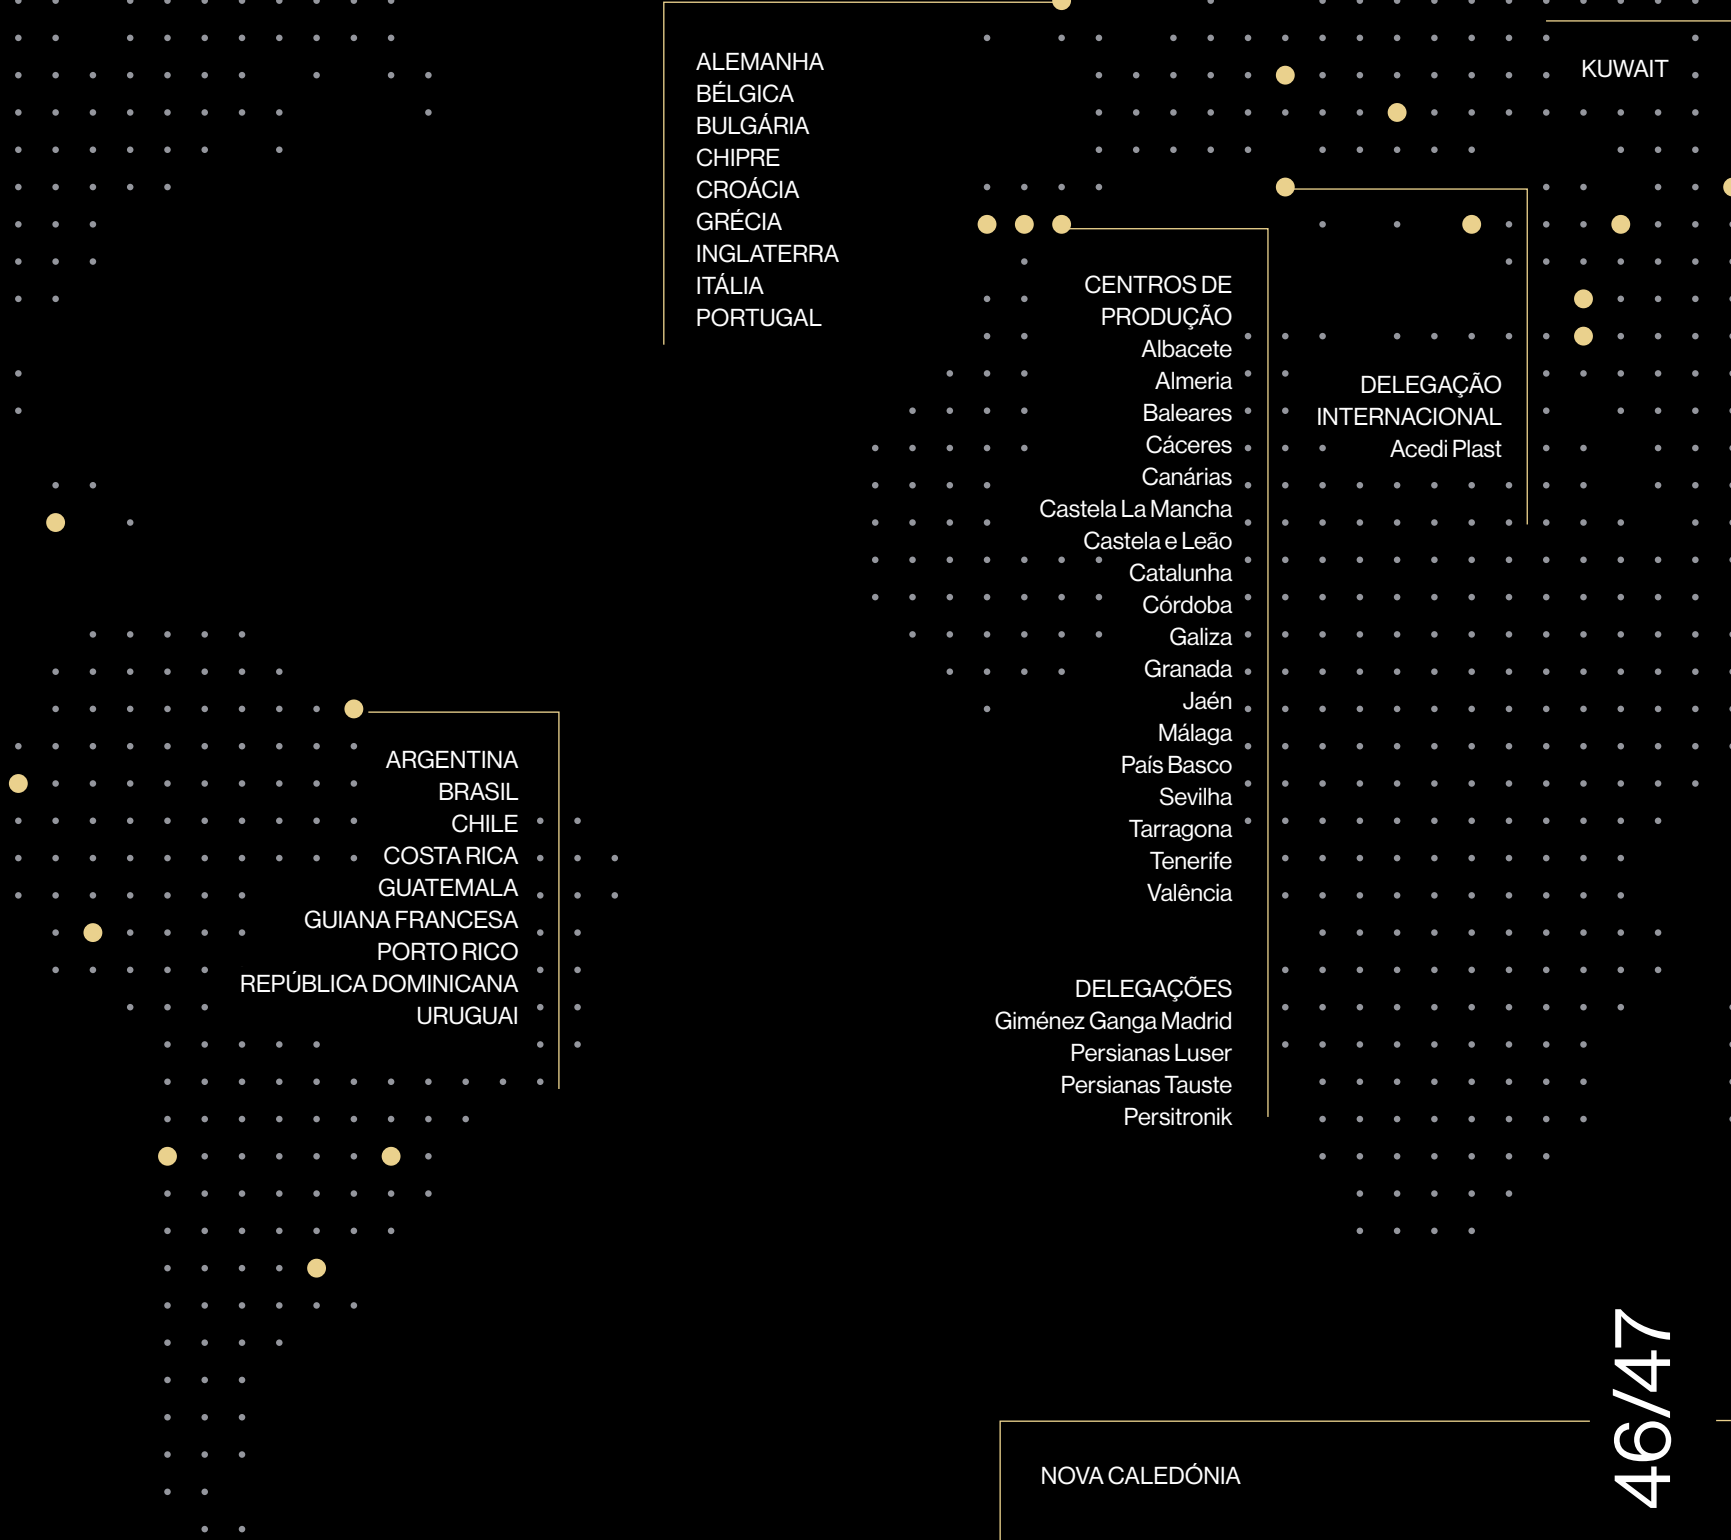 ALEMANHA
BÉLGICA
BULGÁRIA
CHIPRE
CROÁCIA
GRÉCIA
INGLATERRA
ITÁLIA
PORTUGAL
KUWAIT
CENTROS DE
PRODUÇÃO
Albacete
Almeria
Baleares
Cáceres
Canárias
Castela La Mancha
Castela e Leão
Catalunha
Córdoba
Galiza
Granada
Jaén
Málaga
País Basco
Sevilha
Tarragona
Tenerife
Valência
DELEGAÇÕES
Giménez Ganga Madrid
Persianas Luser
Persianas Tauste
Persitronik
DELEGAÇÃO
INTERNACIONAL
Acedi Plast
ARGENTINA
BRASIL
CHILE
COSTA RICA
GUATEMALA
GUIANA FRANCESA
PORTO RICO
REPÚBLICA DOMINICANA
URUGUAI
NOVA CALEDÓNIA
46/47